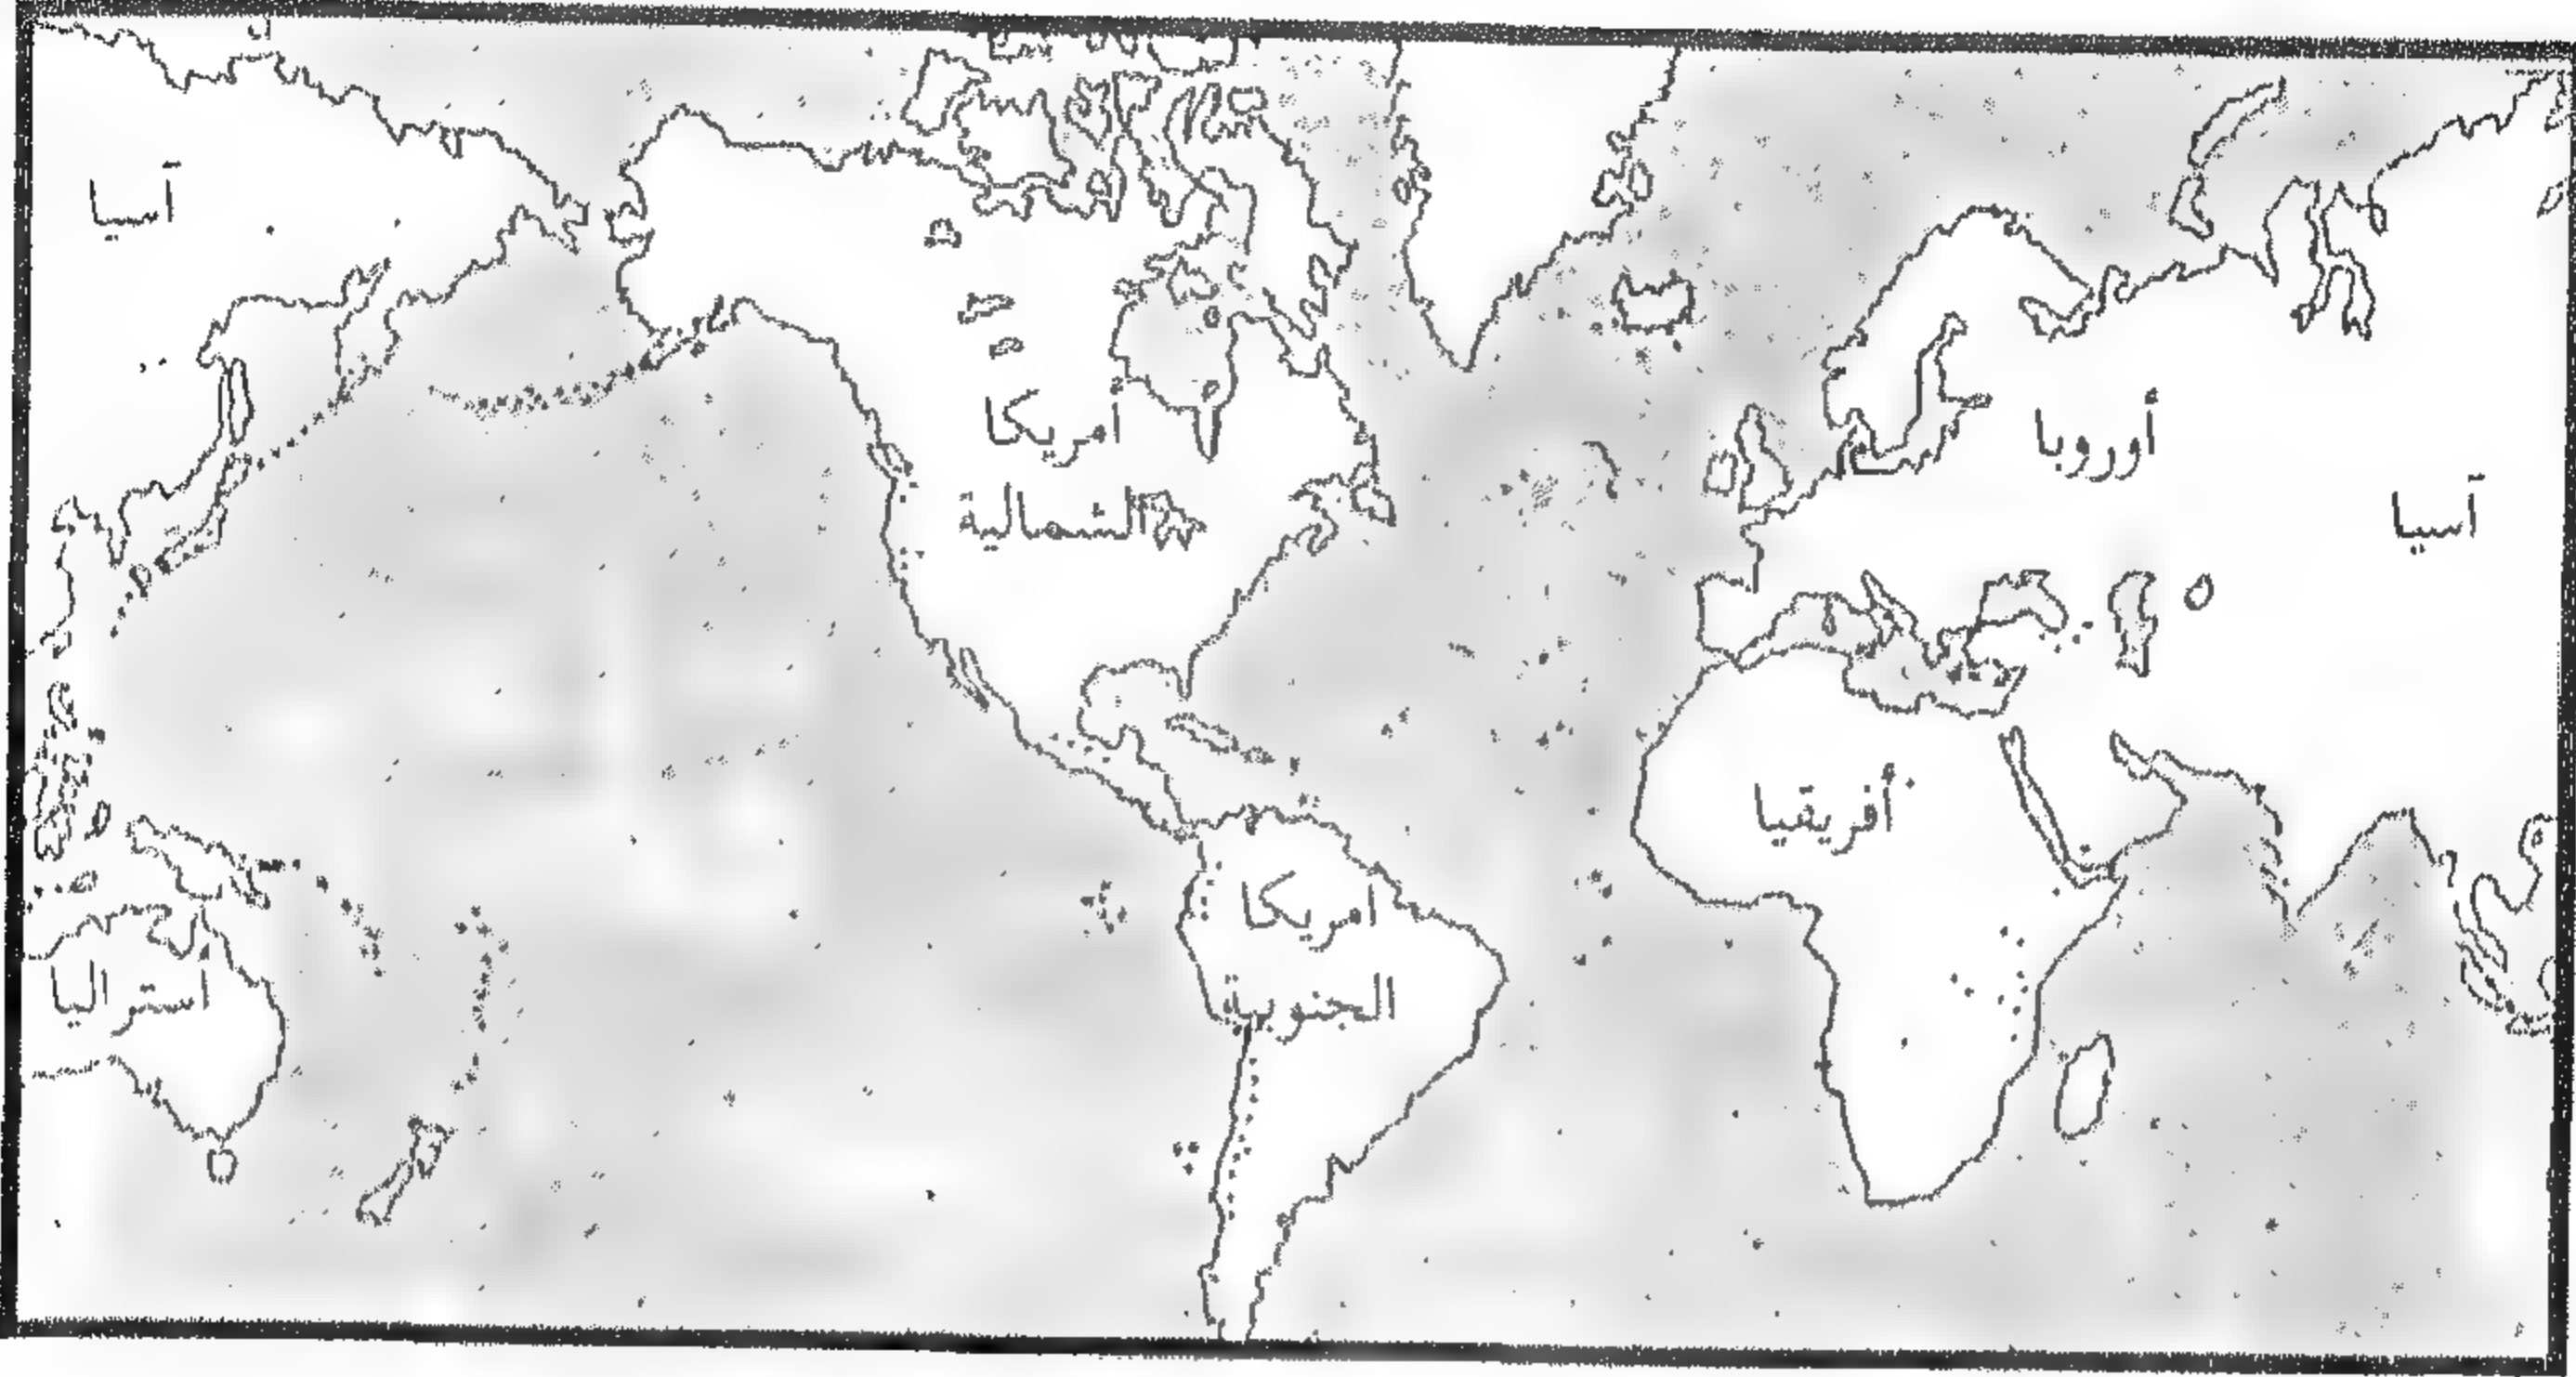 آسيا
أمريكا
الشمالية
أوروبا
آسيا
أفريقيا
أمريكا
الجنوبية
أستراليا